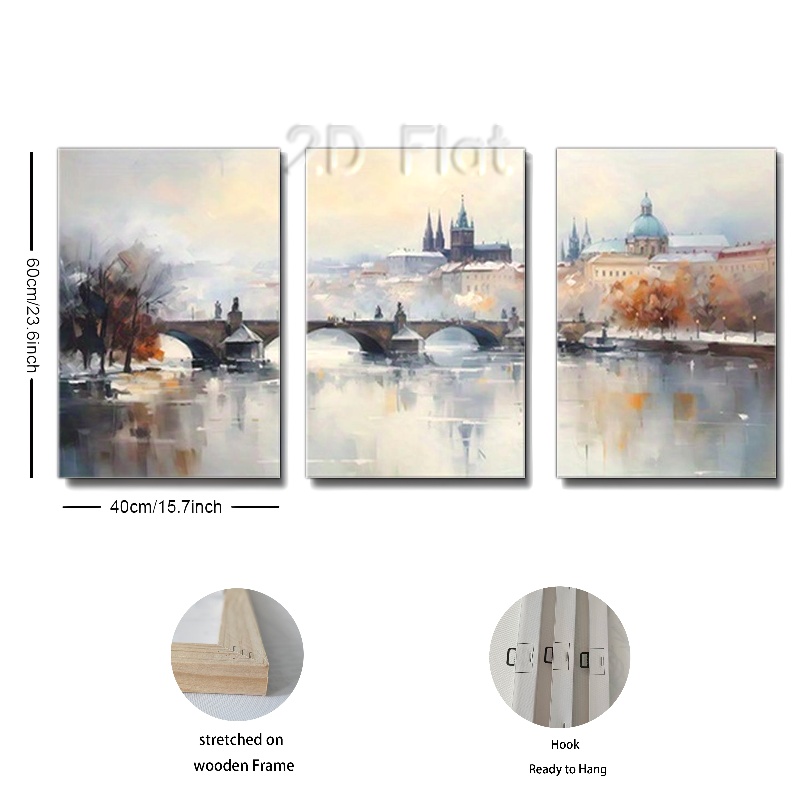 2D Flat
60cm/23.6inch
40cm/15.7inch
stretched on
wooden Frame
Hook
Ready to Hang